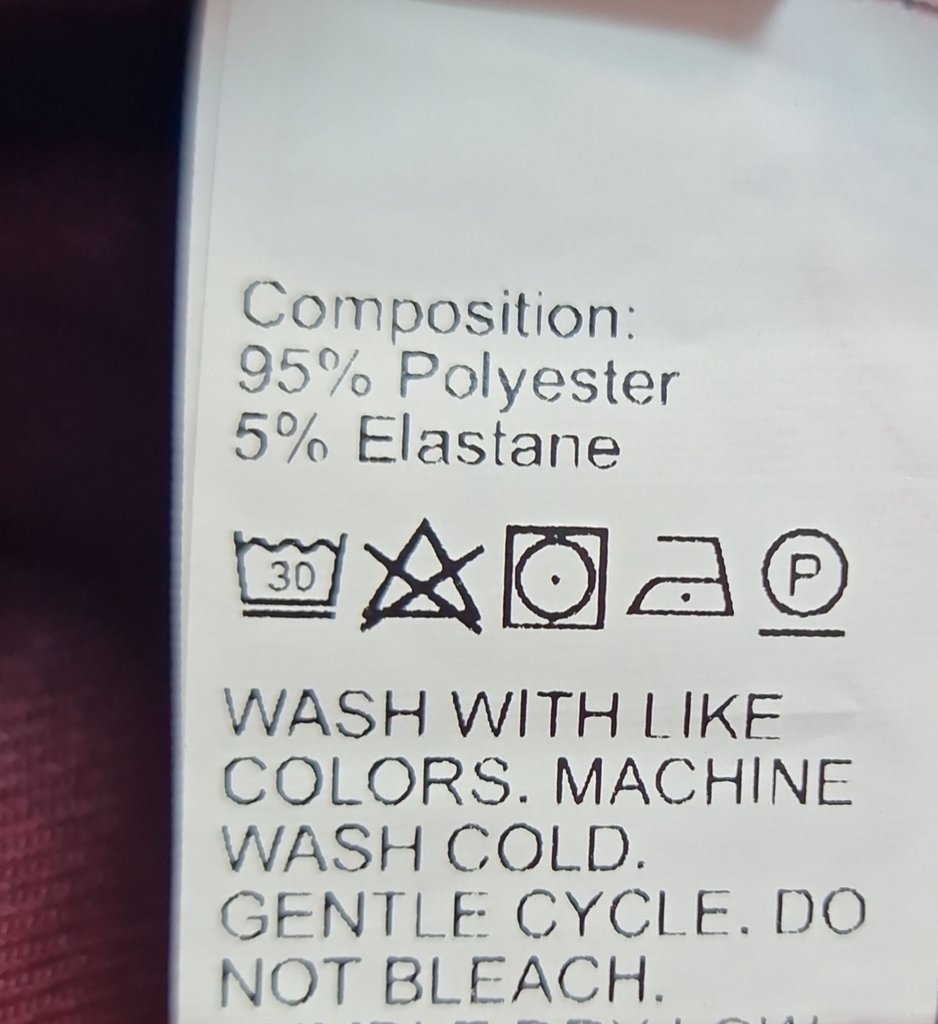 Composition:
95% Polyester
5% Elastane
30 P
WASH WITH LIKE
COLORS. MACHINE
WASH COLD.
GENTLE CYCLE. DO
NOT BLEACH.